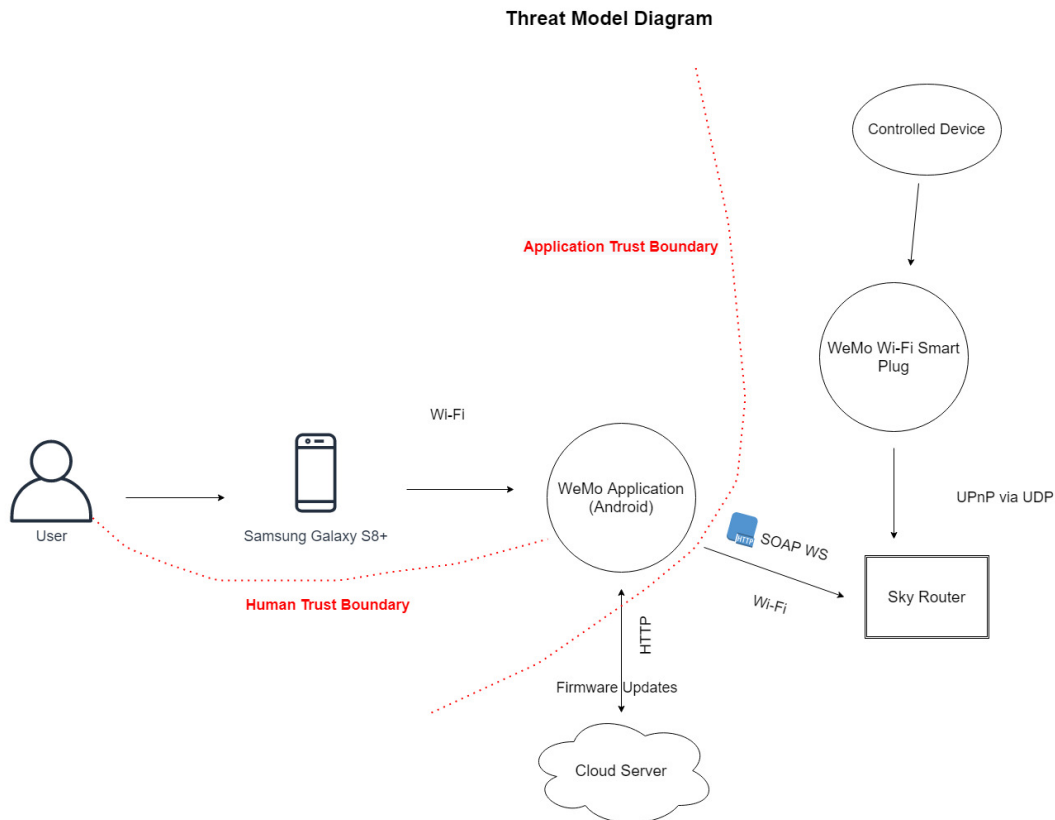 Threat Model Diagram
Controlled Device
Application Trust Boundary
WeMo Wi-Fi Smart
Plug
Wi-Fi
WeMo Application
(Android)
UPnP via UDP
User
Samsung Galaxy S8+
HTTP
SOAP WS
Wi-Fi
Sky Router
Human Trust Boundary
HTTP
Firmware Updates
Cloud Server